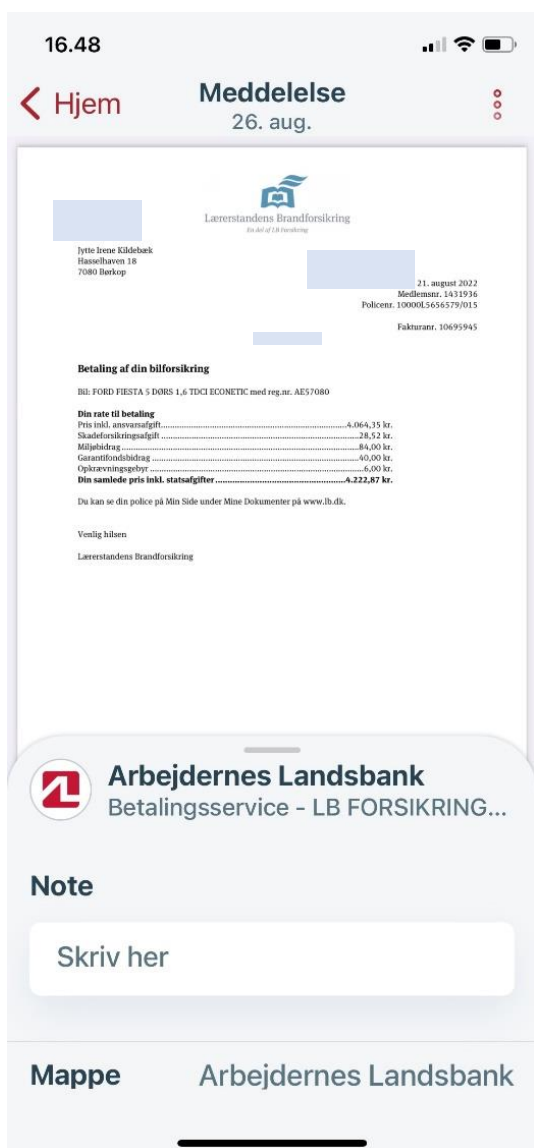 16.48
Hjem
Meddelelse
26. aug.
Lærerstandens Brandforsikring
En del af LB Forsikring
Jytte Irene Kildebæk
Hasselhaven 18
7080 Børkop
21. august 2022
Medlemsnr. 1431936
Policenr. 10000L5656579/015
Fakturanr. 10695945
Betaling af din bilforsikring
Bil: FORD FIESTA 5 DØRS 1,6 TDCI ECONETIC med reg.nr. AE57080
Din rate til betaling
Pris inkl. ansvarsafgift....4.064,35 kr.
Skadeforsikringsafgift....28,52 kr.
Miljøbidrag....84,00 kr.
Garantifondsbidrag....40,00 kr.
Opkrævningsgebyr....6,00 kr.
Din samlede pris inkl. statsafgifter....4.222,87 kr.
Du kan se din police på Min Side under Mine Dokumenter på www.lb.dk.
Venlig hilsen
Lærerstandens Brandforsikring
Arbejdernes Landsbank
Betalingsservice - LB FORSIKRING...
Note
Skriv her
Mappe Arbejdernes Landsbank